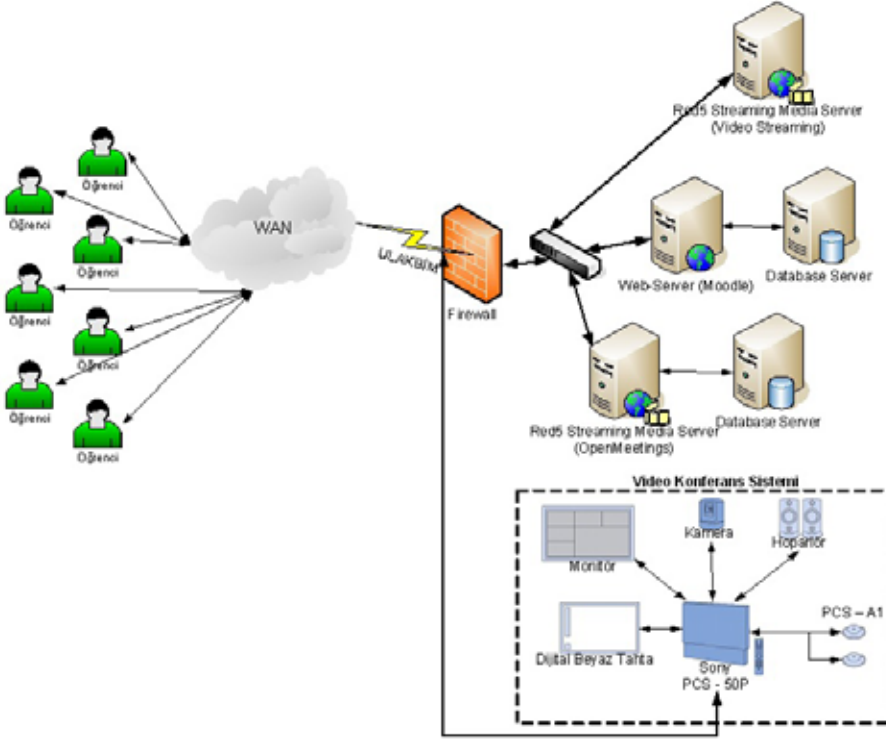 Red5 Streaming Media Server
(Video Streaming)
Öğrenci
Öğrenci
Öğrenci
Öğrenci
Öğrenci
Öğrenci
Öğrenci
WAN
ULAKBİM
Firewall
Web-Server (Moodle)
Database Server
Red5 Streaming Media Server
(OpenMeetings)
Database Server
Video Konferans Sistemi
Monitör
Kamera
Hoparlör
Dijital Beyaz Tahta
Sony
PCS - 50P
PCS – A1